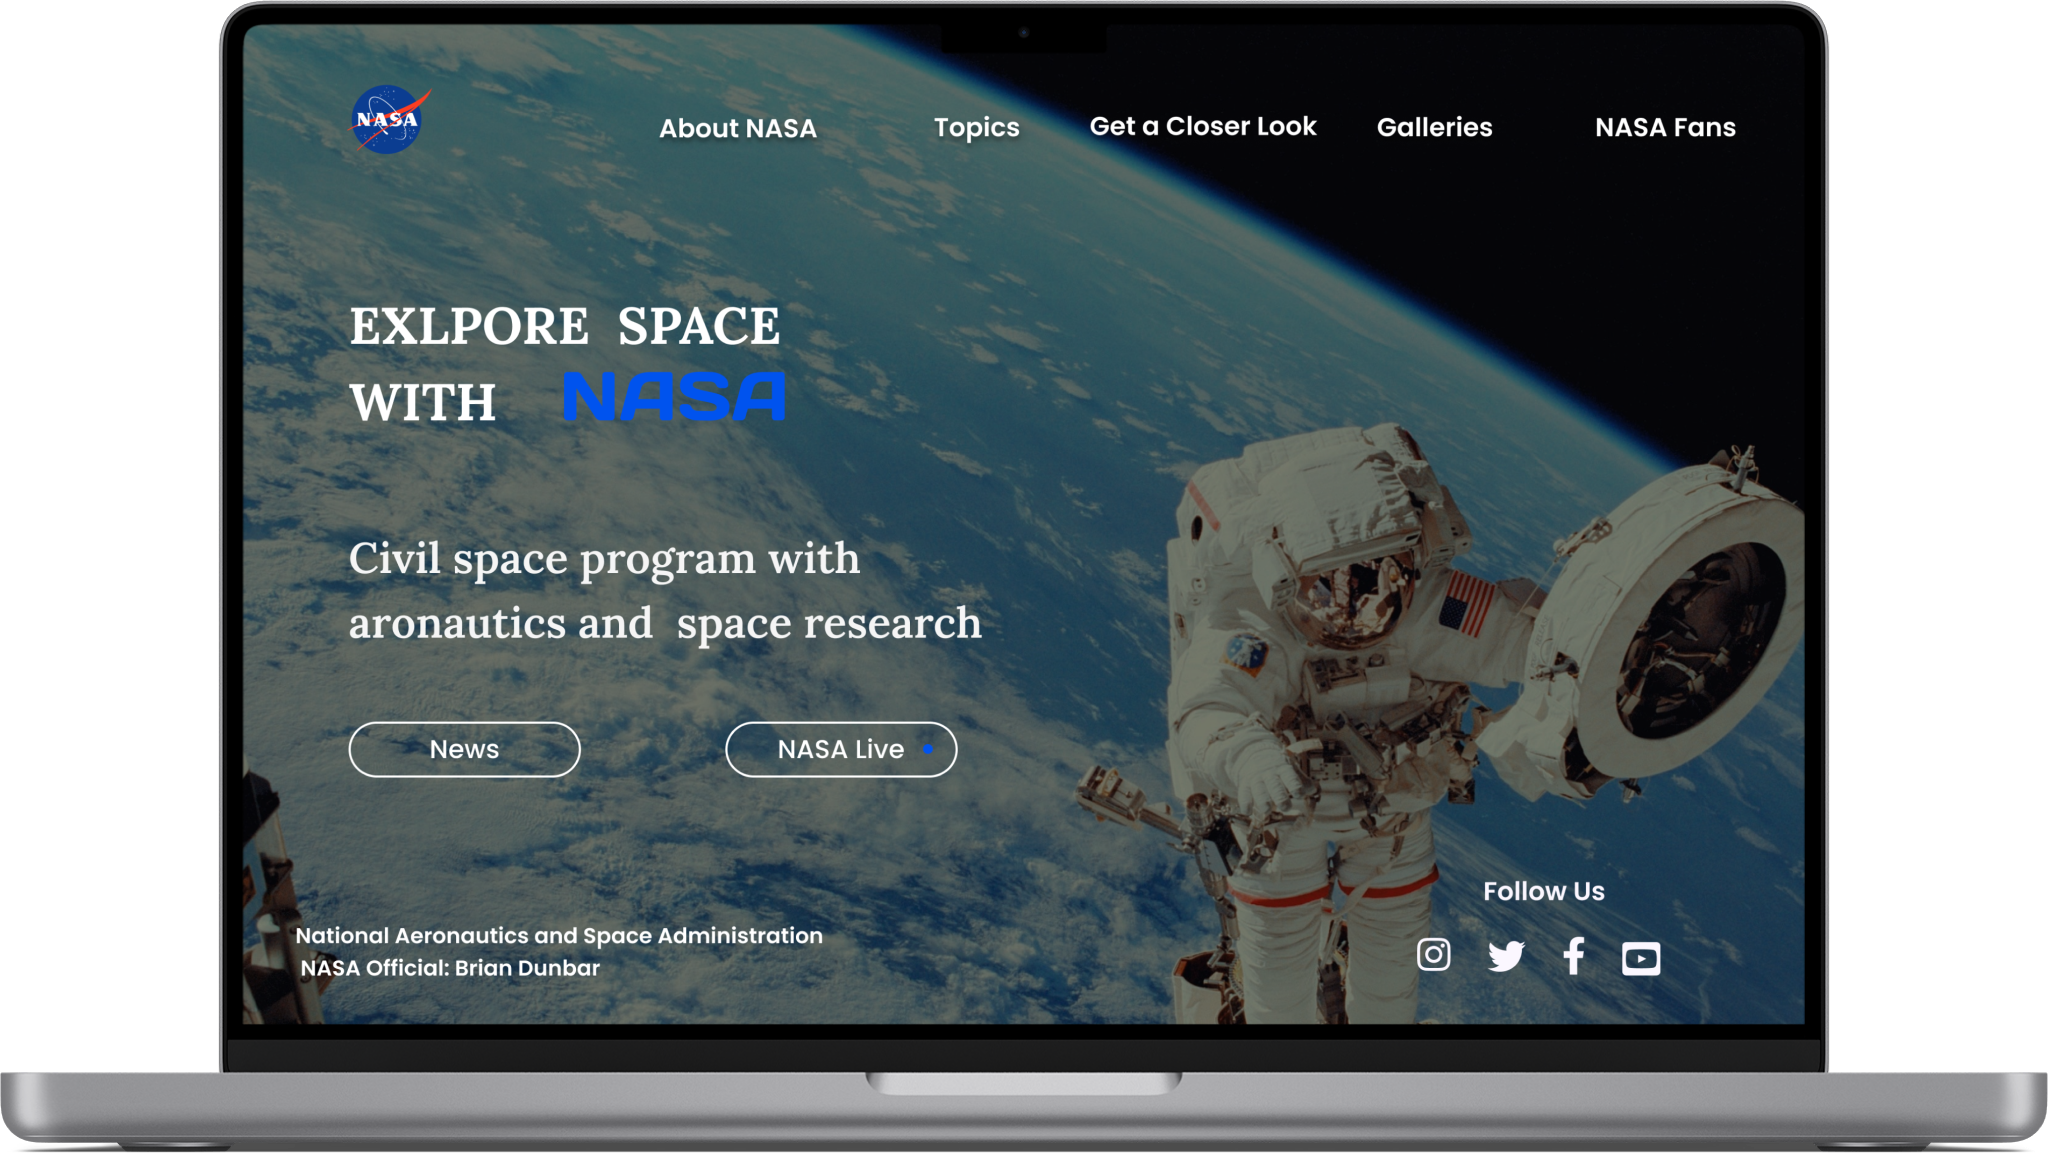 NASA
About NASA
Topics
Get a Closer Look
Galleries
NASA Fans
EXLPORE SPACE
WITH NASA
Civil space program with
aronautics and space research
News
NASA Live
Follow Us
National Aeronautics and Space Administration
NASA Official: Brian Dunbar